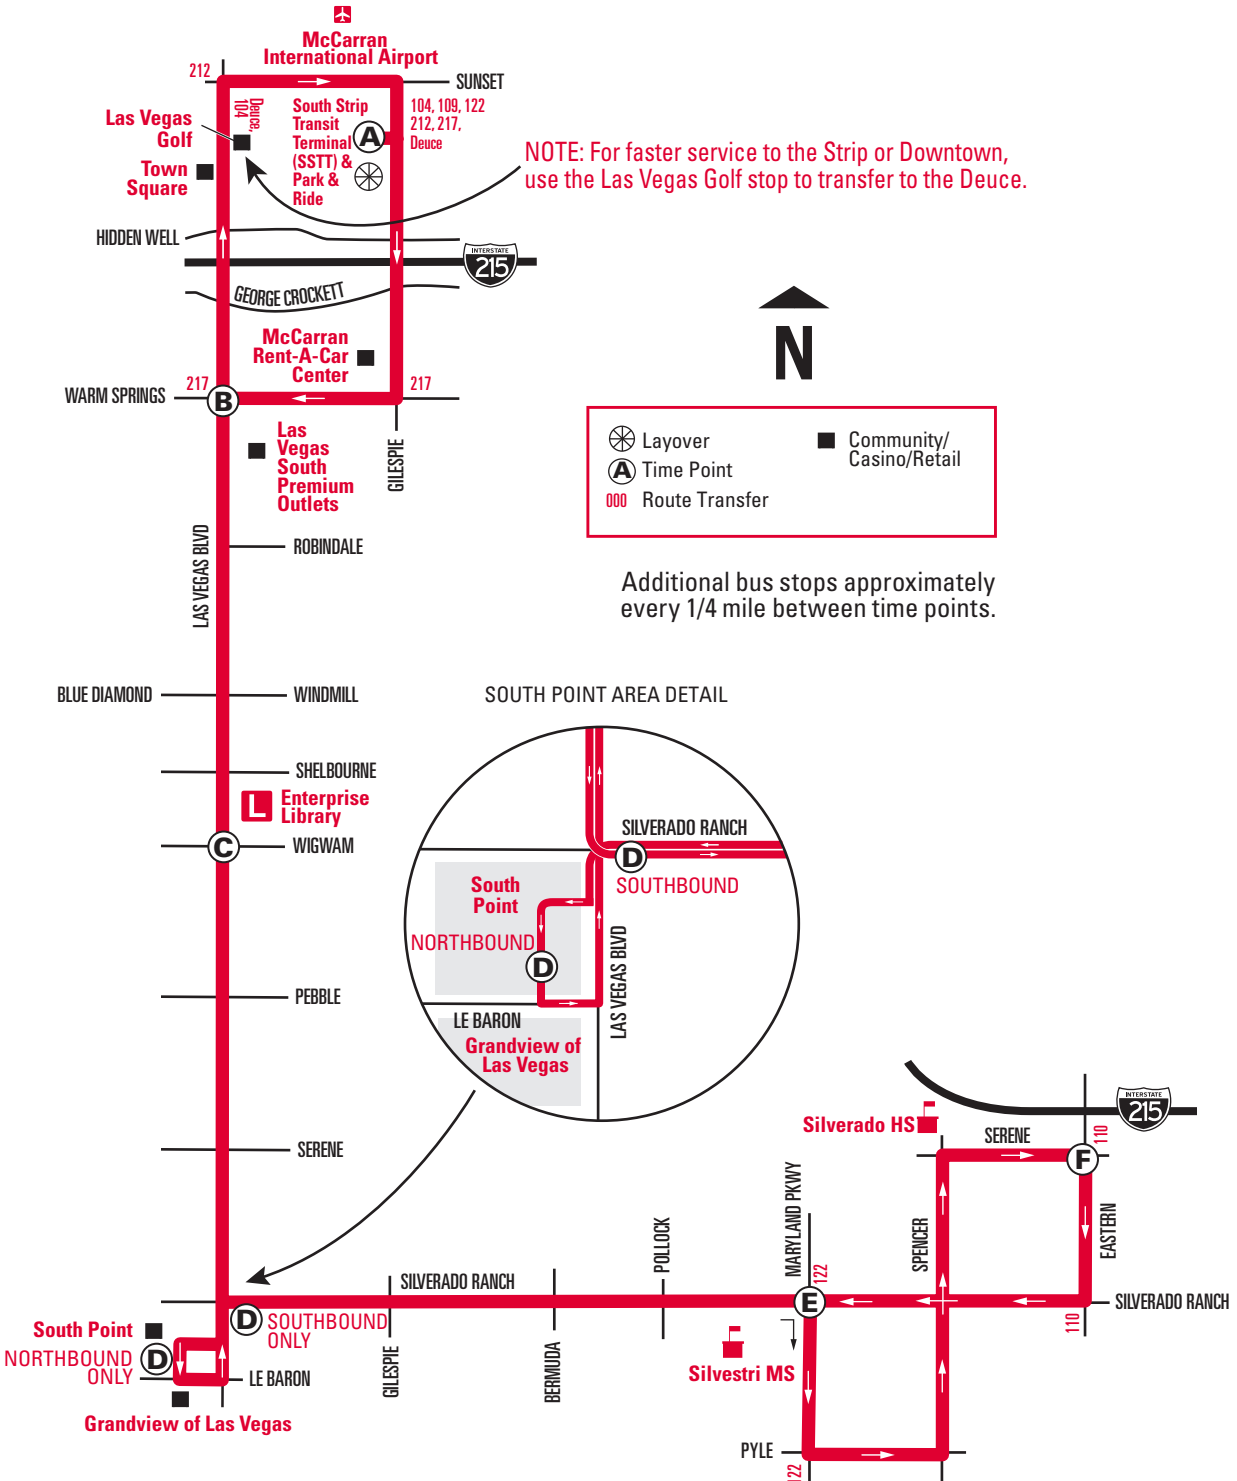 McCarran
International Airport
212
SUNSET
Deuce,
104
Las Vegas
Golf
South Strip
Transit
Terminal
(SSTT) &
Park &
Ride
A
104, 109, 122
212, 217,
Deuce
Town
Square
NOTE: For faster service to the Strip or Downtown,
use the Las Vegas Golf stop to transfer to the Deuce.
HIDDEN WELL
INTERSTATE
215
GEORGE CROCKETT
N
McCarran
Rent-A-Car
Center
WARM SPRINGS
217
B
217
GILESPIE
Las
Vegas
South
Premium
Outlets
Layover
A Time Point
000 Route Transfer
Community/
Casino/Retail
LAS VEGAS BLVD
ROBINDALE
Additional bus stops approximately
every 1/4 mile between time points.
BLUE DIAMOND
WINDMILL
SOUTH POINT AREA DETAIL
SHELBOURNE
L
Enterprise
Library
C
WIGWAM
SILVERADO RANCH
D
SOUTHBOUND
South
Point
NORTHBOUND
D
LAS VEGAS BLVD
LE BARON
Grandview of
Las Vegas
PEBBLE
SERENE
INTERSTATE
215
Silverado HS
SERENE
110
F
MARYLAND PKWY
SPENCER
EASTERN
POLLOCK
122
SILVERADO RANCH
E
SILVERADO RANCH
110
D
SOUTHBOUND
ONLY
South Point
NORTHBOUND
ONLY
D
LE BARON
GILESPIE
BERMUDA
Silvestri MS
Grandview of Las Vegas
PYLE
122